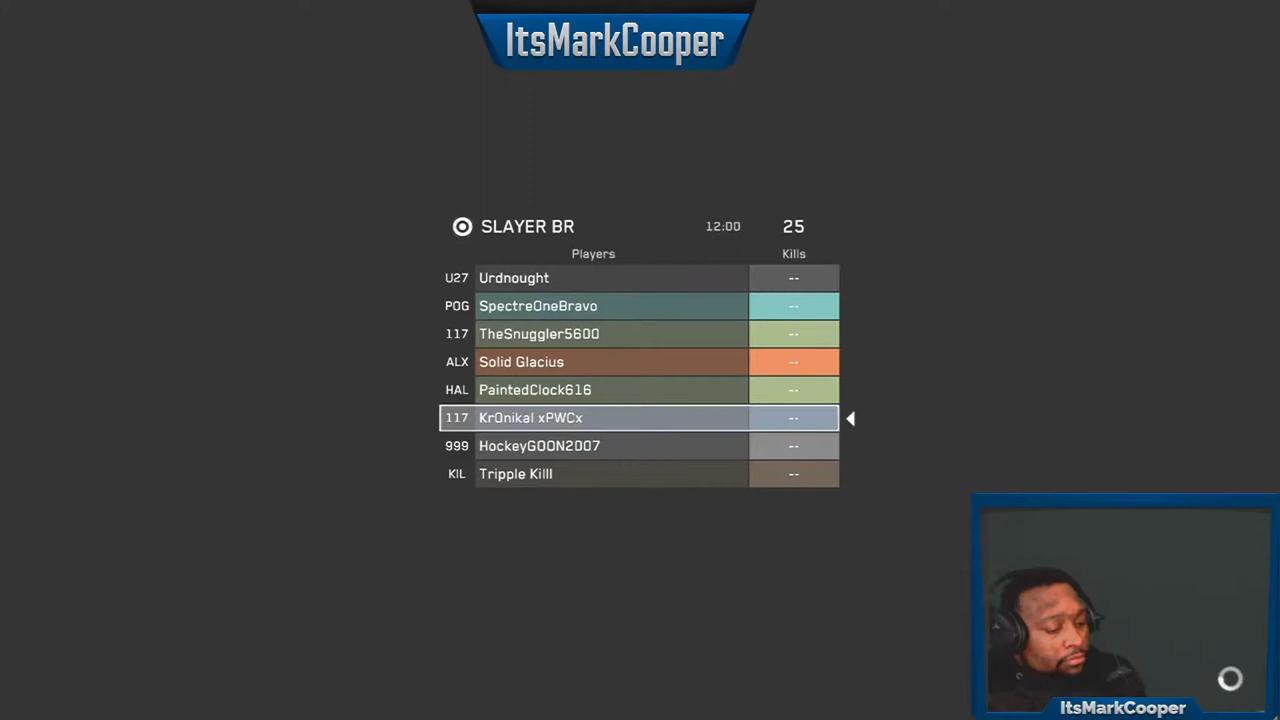 ItsMarkCooper
SLAYER BR 12:00 25
Players Kills
U27 Urdnought --
POG SpectreOneBravo --
117 TheSnuggler5600 --
ALX Solid Glacius --
HAL PaintedClock616 --
117 Kr0nikal xPWCx --
999 HockeyGOON2007 --
KIL Tripple Killl --
ItsMarkCooper